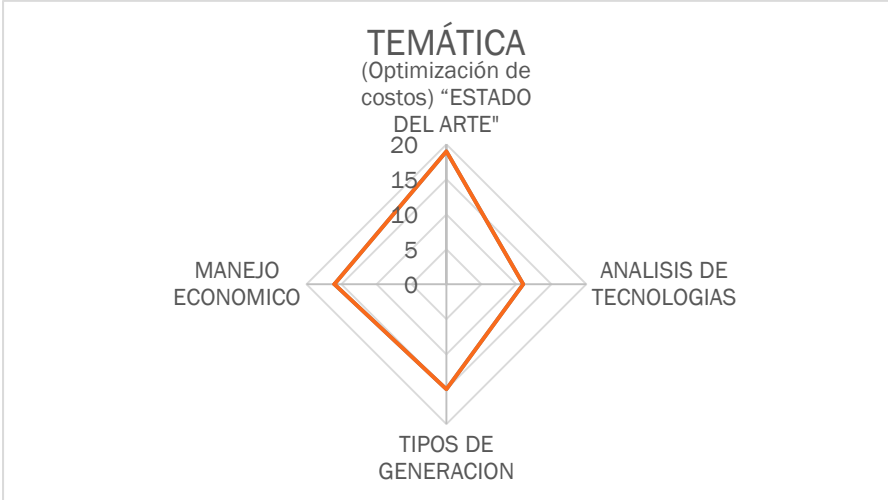 TEMÁTICA
(Optimización de
costos) “ESTADO
DEL ARTE"
20
15
10
5
0
MANEJO
ECONOMICO
ANALISIS DE
TECNOLOGIAS
TIPOS DE
GENERACION